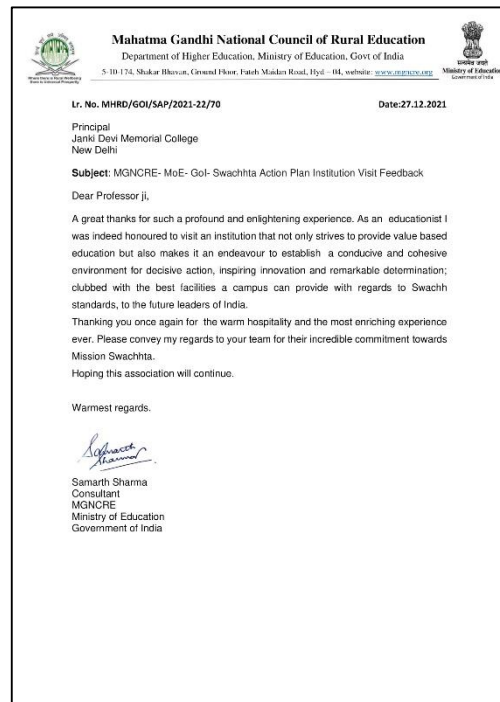 Mahatma Gandhi National Council of Rural Education
Department of Higher Education, Ministry of Education, Govt of India
5-10-174, Shakar Bhavan, Ground Floor, Fateh Maidan Road, Hyd – 04, website: www.mgncre.org
सत्यमेव जयते
Ministry of Education
Government of India
Lr. No. MHRD/GOI/SAP/2021-22/70 Date:27.12.2021
Principal
Janki Devi Memorial College
New Delhi
Subject: MGNCRE- MoE- GoI- Swachhta Action Plan Institution Visit Feedback
Dear Professor ji,
A great thanks for such a profound and enlightening experience. As an educationist I
was indeed honoured to visit an institution that not only strives to provide value based
education but also makes it an endeavour to establish a conducive and cohesive
environment for decisive action, inspiring innovation and remarkable determination;
clubbed with the best facilities a campus can provide with regards to Swachh
standards, to the future leaders of India.
Thanking you once again for the warm hospitality and the most enriching experience
ever. Please convey my regards to your team for their incredible commitment towards
Mission Swachhta.
Hoping this association will continue.
Warmest regards.
Samarth
Sharma
Samarth Sharma
Consultant
MGNCRE
Ministry of Education
Government of India